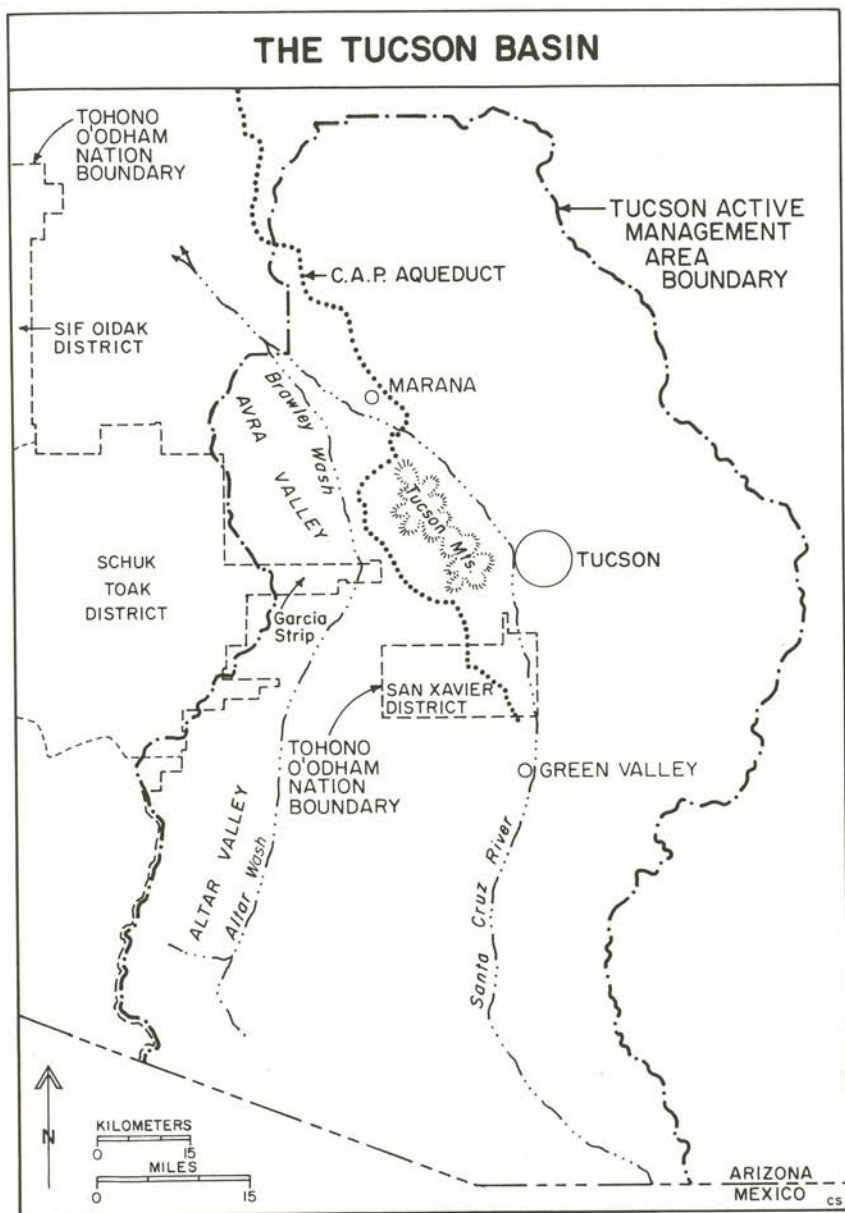 THE TUCSON BASIN
TOHONO
O'ODHAM
NATION
BOUNDARY
TUCSON ACTIVE
MANAGEMENT
AREA
BOUNDARY
C.A.P. AQUEDUCT
SIF OIDAK
DISTRICT
MARANA
Brawley Wash
AVRA
VALLEY
Tucson Mts.
TUCSON
SCHUK
TOAK
DISTRICT
Garcia
Strip
SAN XAVIER
DISTRICT
TOHONO
O'ODHAM
NATION
BOUNDARY
GREEN VALLEY
ALTAR VALLEY
Altar Wash
Santa Cruz River
N
KILOMETERS
0 15
MILES
0 15
ARIZONA
MEXICO
CS